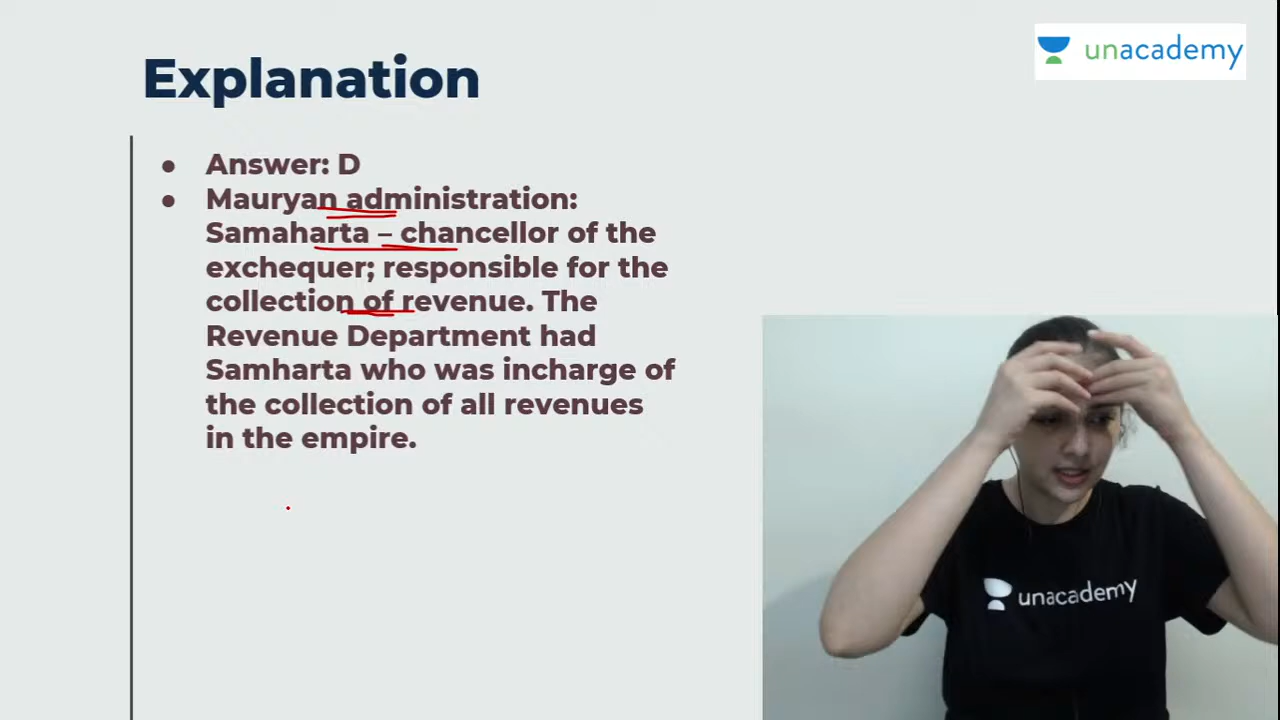 Explanation
unacademy
● Answer: D
● Mauryan administration:
Samaharta – chancellor of the
exchequer; responsible for the
collection of revenue. The
Revenue Department had
Samharta who was incharge of
the collection of all revenues
in the empire.
unacademy